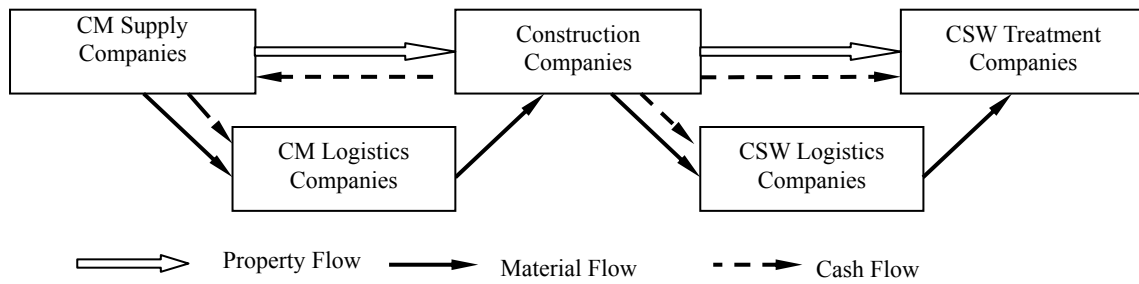 CM Supply
Companies
Construction
Companies
CSW Treatment
Companies
CM Logistics
Companies
CSW Logistics
Companies
Property Flow
Material Flow
Cash Flow